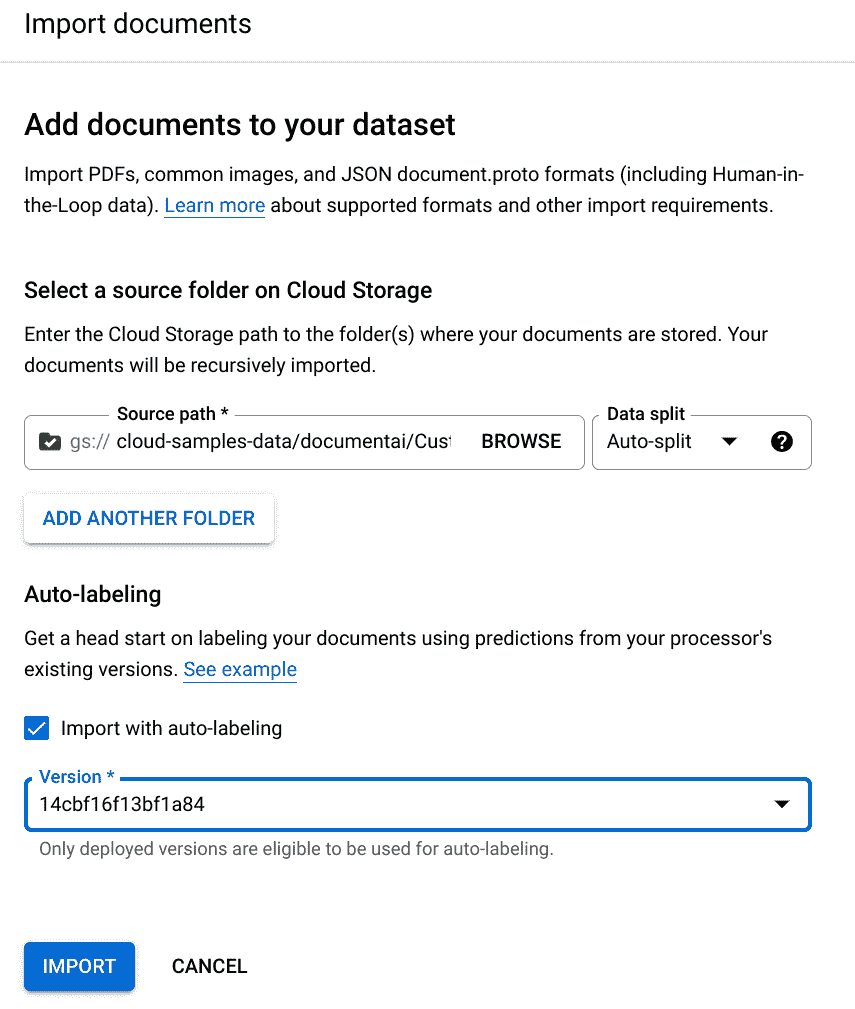 Import documents
Add documents to your dataset
Import PDFs, common images, and JSON document.proto formats (including Human-in-
the-Loop data). Learn more about supported formats and other import requirements.
Select a source folder on Cloud Storage
Enter the Cloud Storage path to the folder(s) where your documents are stored. Your
documents will be recursively imported.
Source path *
gs:// cloud-samples-data/documentai/Cust BROWSE
Data split
Auto-split
ADD ANOTHER FOLDER
Auto-labeling
Get a head start on labeling your documents using predictions from your processor's
existing versions. See example
Import with auto-labeling
Version *
14cbf16f13bf1a84
Only deployed versions are eligible to be used for auto-labeling.
IMPORT CANCEL